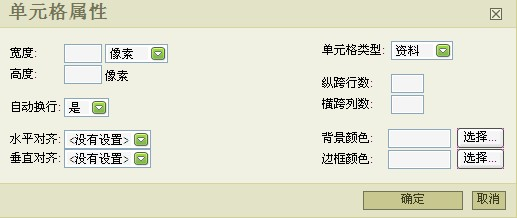 单元格属性
宽度: 像素 单元格类型: 资料
高度: 像素
纵跨行数:
自动换行: 是 横跨列数:
水平对齐: <没有设置> 背景颜色: 选择...
垂直对齐: <没有设置> 边框颜色: 选择...
确定 取消